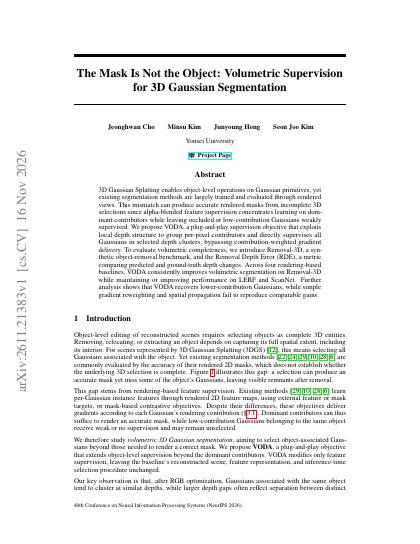 The Mask Is Not the Object: Volumetric Supervision
for 3D Gaussian Segmentation
Jeonghwan Cho Minsu Kim Junyoung Hong Seon Joo Kim
Yonsei University
Project Page
Abstract
3D Gaussian Splatting enables object-level operations on Gaussian primitives, yet
existing segmentation methods are largely trained and evaluated through rendered
views. This mismatch can produce accurate rendered masks from incomplete 3D
selections since alpha-blended feature supervision concentrates learning on dom-
inant contributors while leaving occluded or low-contributing Gaussians weakly
supervised. We propose VODA, a plug-and-play supervision objective that exploits
local depth structure to group per-pixel contributors and directly supervises all
Gaussians in selected depth clusters, bypassing contribution-weighted gradient
delivery. To evaluate volumetric completeness, we introduce Removal-3D, a syn-
thetic object-removal benchmark, and the Removal Depth Error (RDE), a metric
comparing predicted and ground-truth depth changes. Across four rendering-based
baselines, VODA consistently improves volumetric segmentation on Removal-3D
while maintaining or improving performance on LERF and ScanNet. Further
analysis shows that VODA recovers lower-contribution Gaussians, while simple
gradient reweighting and spatial propagation fail to reproduce comparable gains.
1 Introduction
Object-level editing of reconstructed scenes requires selecting objects as complete 3D entities.
Removing, relocating, or extracting an object depends on capturing its full spatial extent, including
its interior. For scenes represented by 3D Gaussian Splatting (3DGS) [12], this means selecting all
Gaussians associated with the object. Yet existing segmentation methods are
commonly evaluated by the accuracy of their rendered 2D masks, which does not establish whether
the underlying 3D selection is complete. Figure 1 illustrates this gap: a selection can produce an
accurate mask yet miss some of the object's Gaussians, leaving visible remnants after removal.
This gap stems from rendering-based feature supervision. Existing methods learn
per-Gaussian instance features through rendered 2D feature maps, using external feature or mask
targets, or mask-based contrastive objectives. Despite their differences, these objectives deliver
gradients according to each Gaussian's rendering contribution (§3.1). Dominant contributors can thus
suffice to render an accurate mask, while low-contribution Gaussians belonging to the same object
receive weak or no supervision and may remain unselected.
We therefore study volumetric 3D Gaussian segmentation, aiming to select object-associated Gaus-
sians beyond those needed to render a correct mask. We propose VODA, a plug-and-play objective
that extends object-level supervision beyond the dominant contributors. VODA modifies only feature
supervision, leaving the baseline's reconstructed scene, feature representation, and inference-time
selection procedure unchanged.
Our key observation is that, after RGB optimization, Gaussians associated with the same object
tend to cluster at similar depths, while larger depth gaps often reflect separation between distinct
40th Conference on Neural Information Processing Systems (NeurIPS 2026)
arXiv:2611.21383v1 [cs.CV] 16 Nov 2026